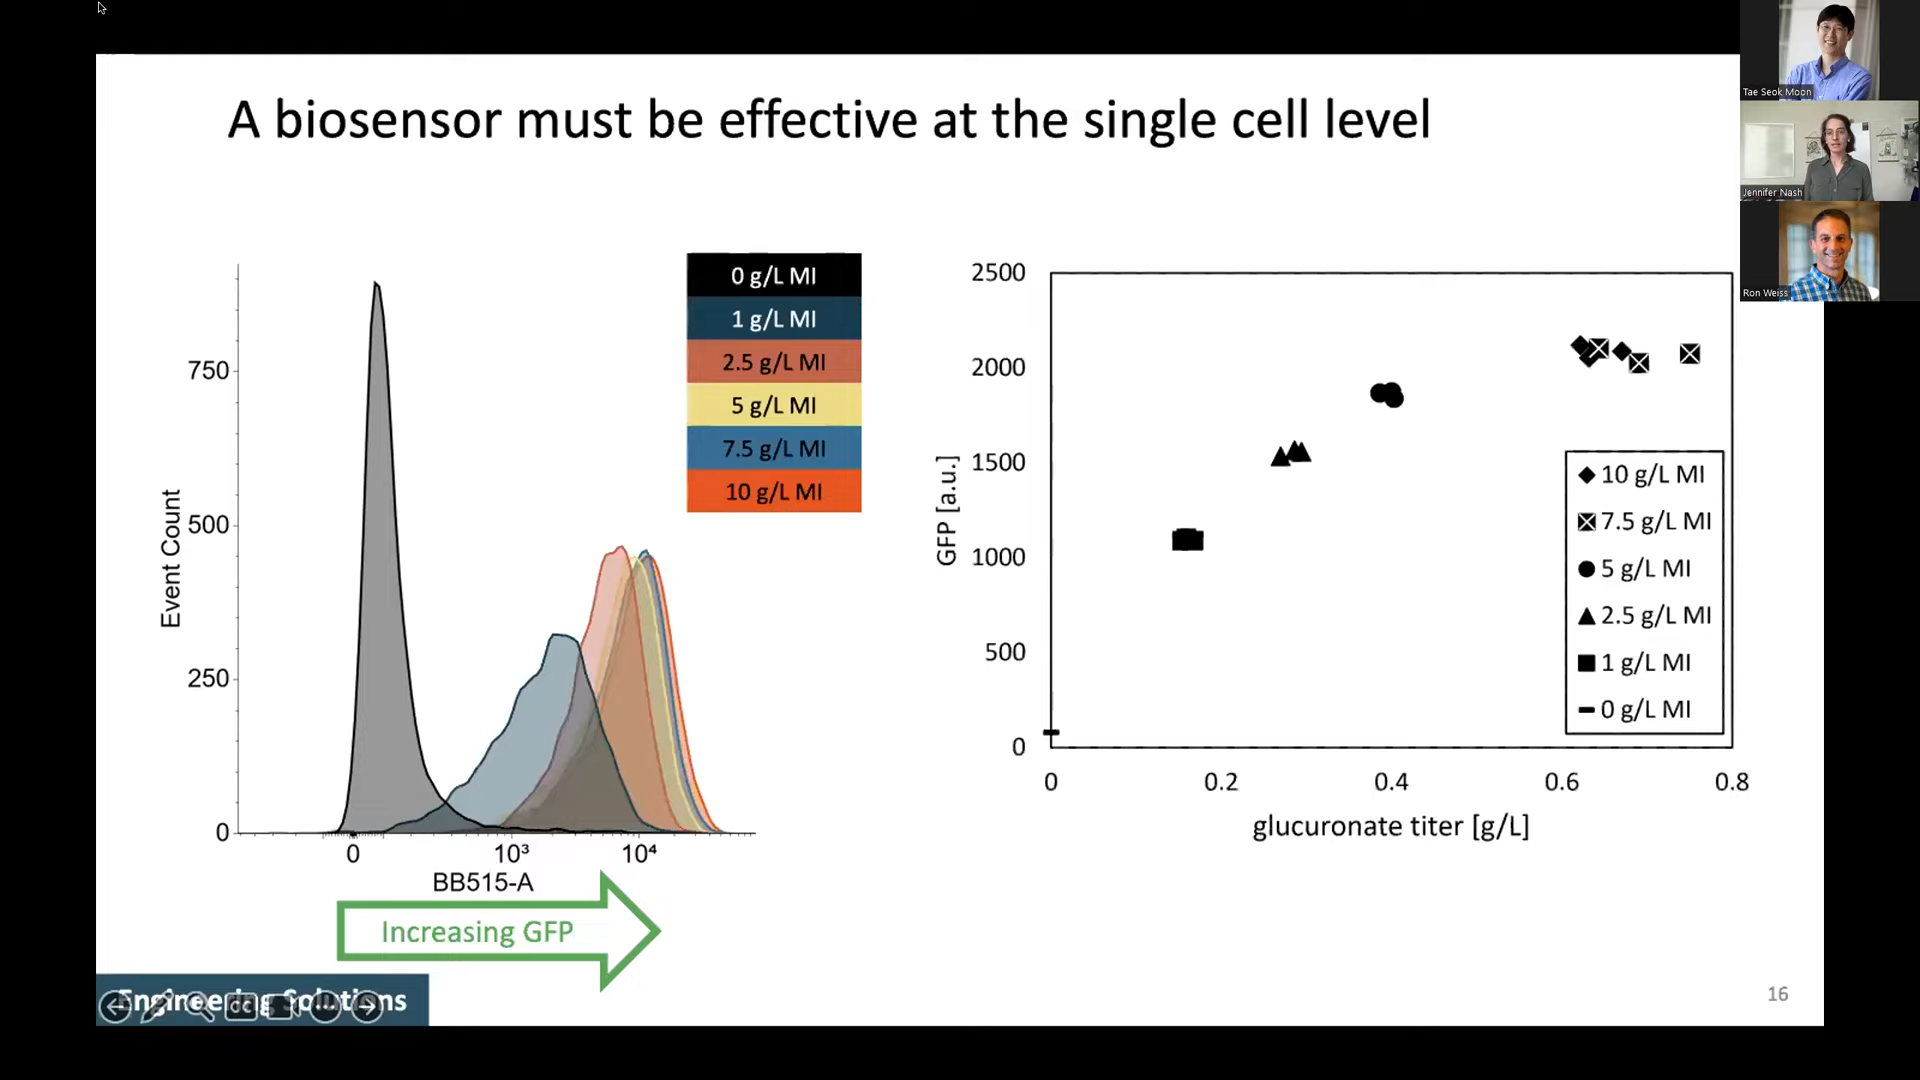 A biosensor must be effective at the single cell level
Tae Seok Moon
Jennifer Nash
Ron Weiss
0 g/L MI
1 g/L MI
2.5 g/L MI
5 g/L MI
7.5 g/L MI
10 g/L MI
750
500
250
0
Event Count
0
10³
10⁴
BB515-A
Increasing GFP
2500
2000
1500
1000
500
0
GFP [a.u.]
10 g/L MI
7.5 g/L MI
5 g/L MI
2.5 g/L MI
1 g/L MI
0 g/L MI
0
0.2
0.4
0.6
0.8
glucuronate titer [g/L]
Engineering Solutions
CC
16